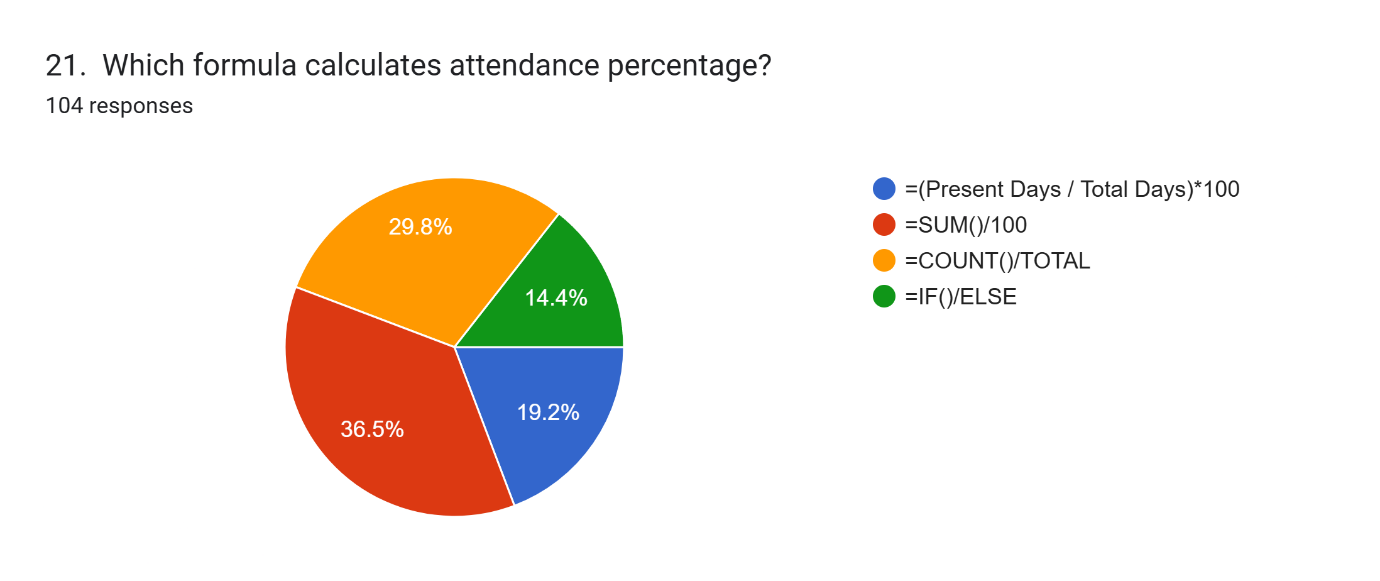 21.  Which formula calculates attendance percentage?
104 responses
29.8%
14.4%
19.2%
36.5%
=(Present Days / Total Days)*100
=SUM()/100
=COUNT()/TOTAL
=IF()/ELSE